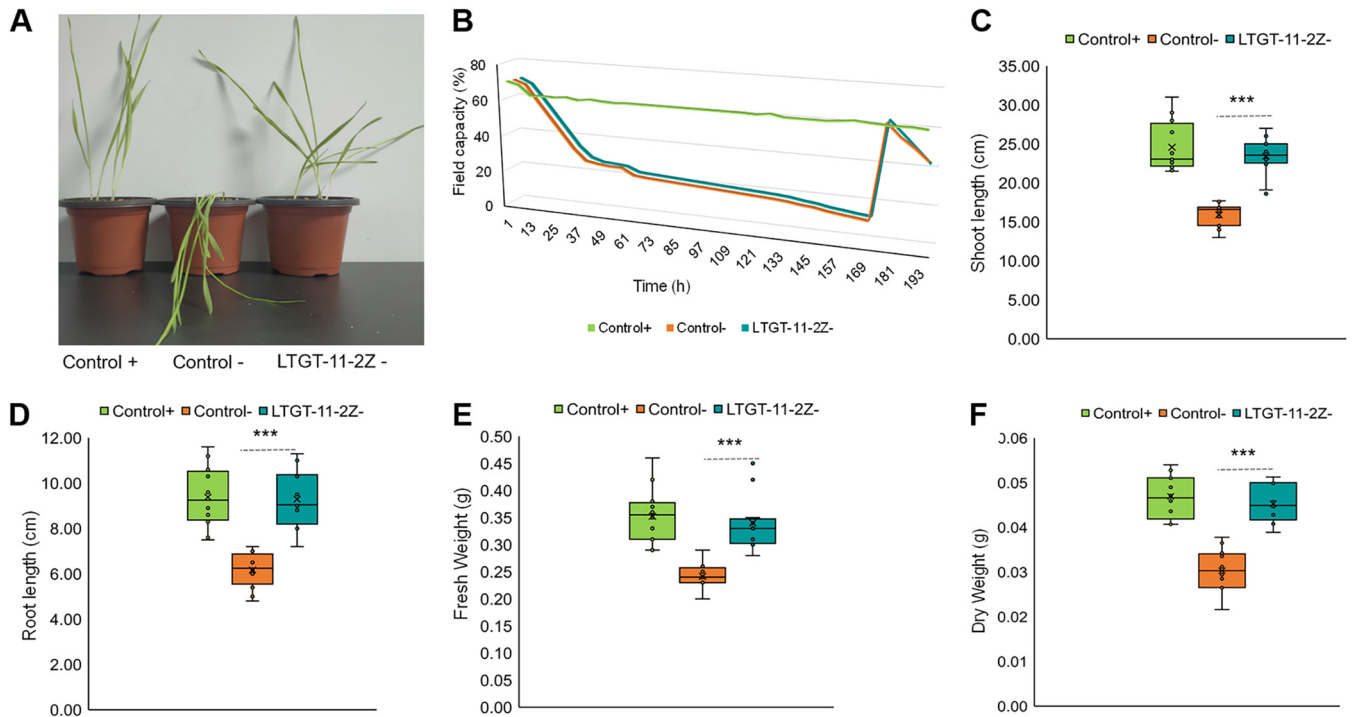 A
Control +
Control -
LTGT-11-2Z -
B
Field capacity (%)
80
60
40
20
0
1
13
25
37
49
61
73
85
97
109
121
133
145
157
169
181
193
Time (h)
Control+ Control- LTGT-11-2Z-
C
Control+ Control- LTGT-11-2Z-
Shoot length (cm)
35.00
30.00
25.00
20.00
15.00
10.00
5.00
0.00
***
D
Control+ Control- LTGT-11-2Z-
Root length (cm)
12.00
10.00
8.00
6.00
4.00
2.00
0.00
***
E
Control+ Control- LTGT-11-2Z-
Fresh Weight (g)
0.50
0.45
0.40
0.35
0.30
0.25
0.20
0.15
0.10
0.05
0.00
***
F
Control+ Control- LTGT-11-2Z-
Dry Weight (g)
0.06
0.05
0.04
0.03
0.02
0.01
0.00
***